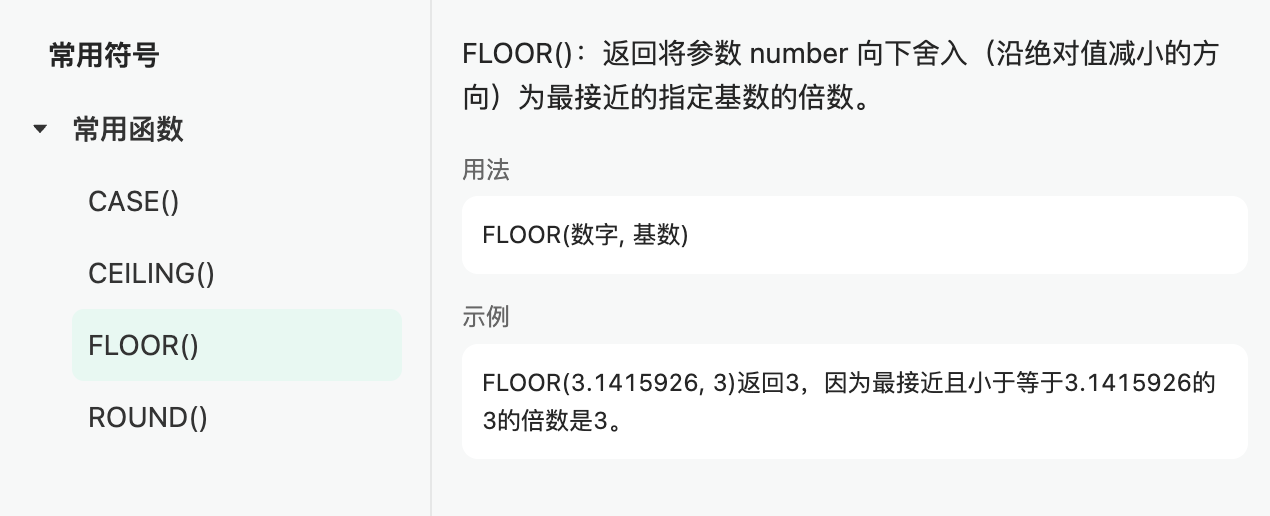 常用符号
常用函数
CASE()
CEILING()
FLOOR()
ROUND()
FLOOR()：返回将参数 number 向下舍入（沿绝对值减小的方
向）为最接近的指定基数的倍数。
用法
FLOOR(数字, 基数)
示例
FLOOR(3.1415926, 3)返回3，因为最接近且小于等于3.1415926的
3的倍数是3。